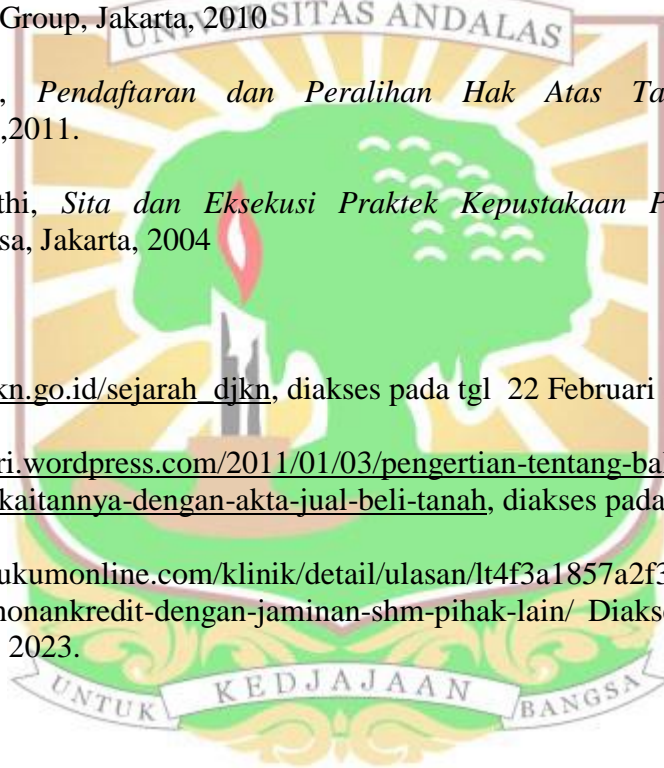 Group, Jakarta, 2010
UNIVERSITAS ANDALAS
, Pendaftaran dan Peralihan Hak Atas Ta
,2011.
thi, Sita dan Eksekusi Praktek Kepustakaan P
sa, Jakarta, 2004
kn.go.id/sejarah_djkn, diakses pada tgl 22 Februari
ri.wordpress.com/2011/01/03/pengertian-tentang-bal
kaitannya-dengan-akta-jual-beli-tanah, diakses pada
ukumonline.com/klinik/detail/ulasan/lt4f3a1857a2f3
nonankredit-dengan-jaminan-shm-pihak-lain/ Diakse
2023.
UNTUK KEDJAJAAN BANGSA